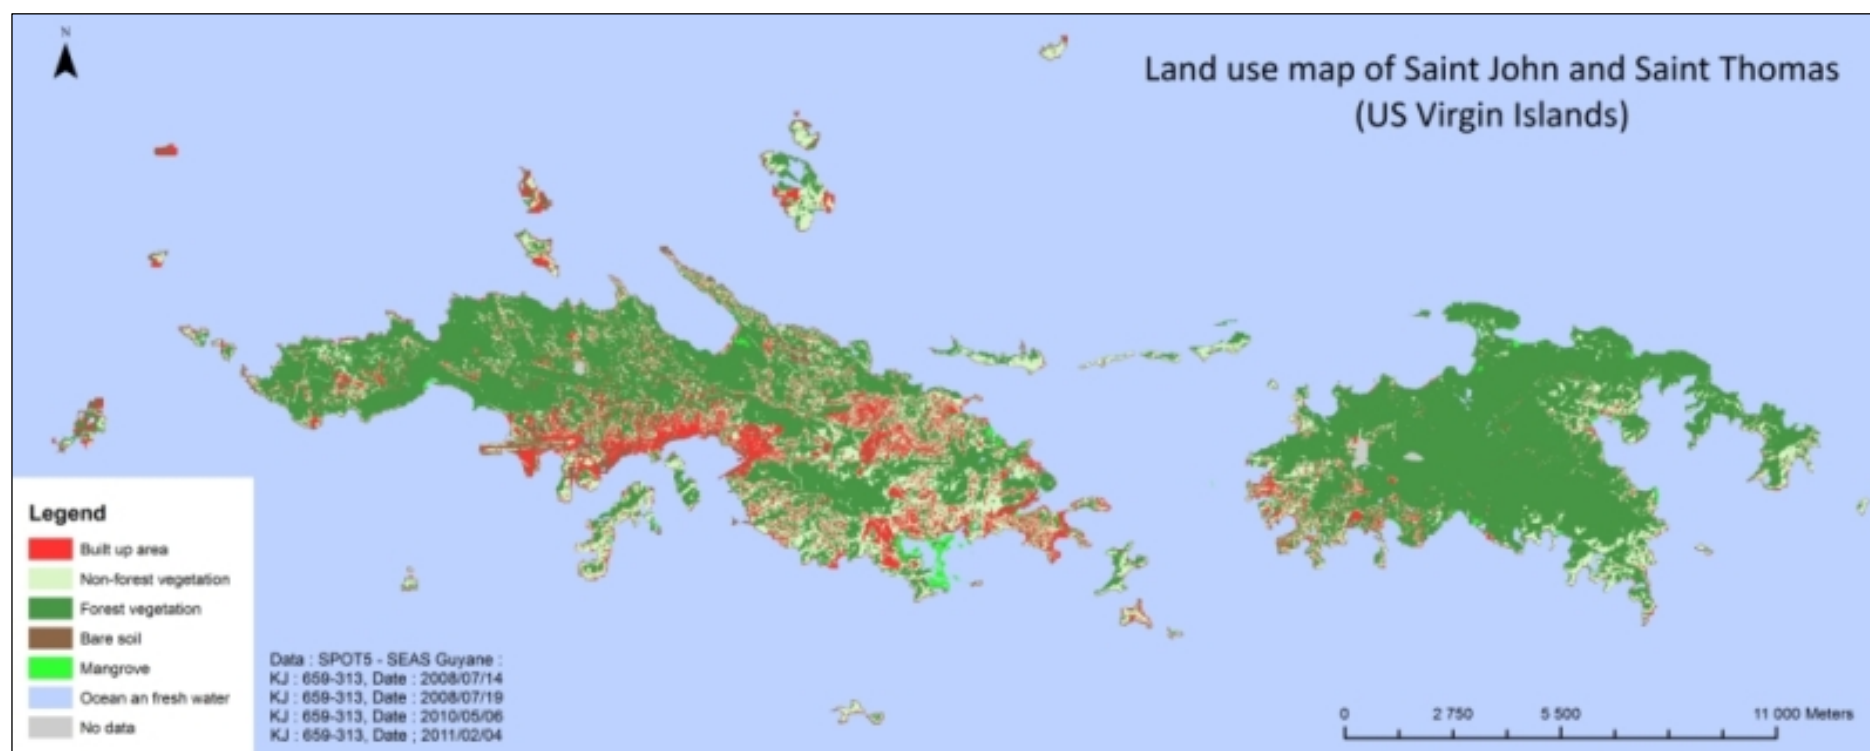 N
Land use map of Saint John and Saint Thomas
(US Virgin Islands)
Legend
Built up area
Non-forest vegetation
Forest vegetation
Bare soil
Mangrove
Ocean an fresh water
No data
Data : SPOT5 - SEAS Guyane :
KJ : 659-313, Date : 2008/07/14
KJ : 659-313, Date : 2008/07/19
KJ : 659-313, Date : 2010/05/06
KJ : 659-313, Date ; 2011/02/04
0 2 750 5 500 11 000 Meters